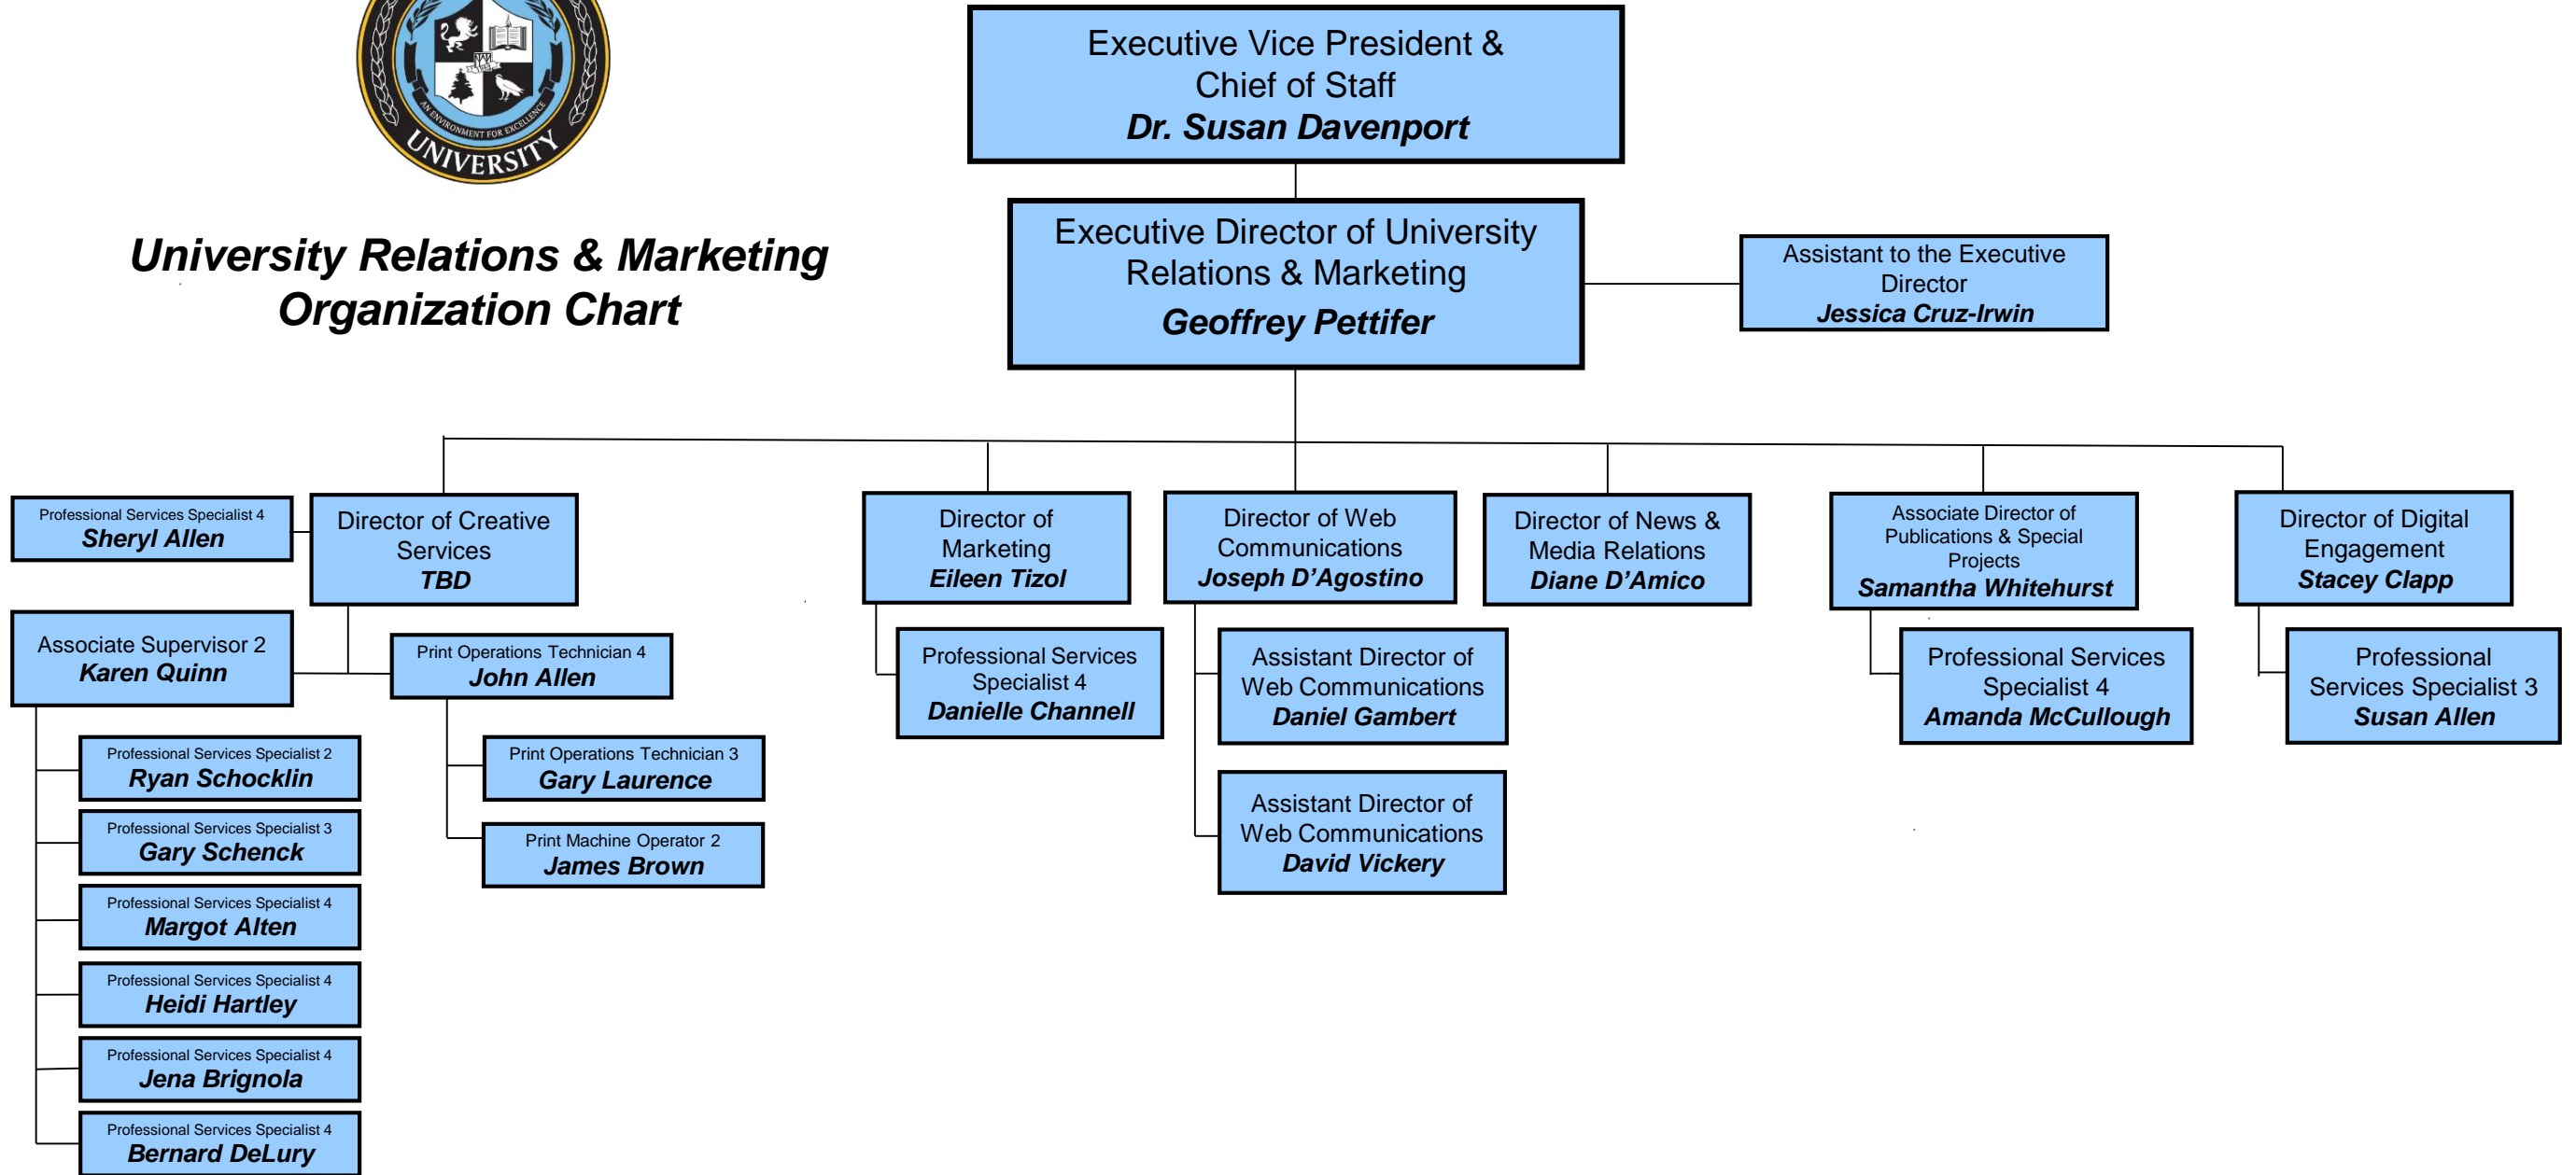 AN ENVIRONMENT FOR EXCELLENCE
UNIVERSITY
University Relations & Marketing
Organization Chart
Executive Vice President &
Chief of Staff
Dr. Susan Davenport
Executive Director of University
Relations & Marketing
Geoffrey Pettifer
Assistant to the Executive
Director
Jessica Cruz-Irwin
Professional Services Specialist 4
Sheryl Allen
Director of Creative
Services
TBD
Director of
Marketing
Eileen Tizol
Director of Web
Communications
Joseph D’Agostino
Director of News &
Media Relations
Diane D’Amico
Associate Director of
Publications & Special
Projects
Samantha Whitehurst
Director of Digital
Engagement
Stacey Clapp
Associate Supervisor 2
Karen Quinn
Print Operations Technician 4
John Allen
Professional Services
Specialist 4
Danielle Channell
Assistant Director of
Web Communications
Daniel Gambert
Professional Services
Specialist 4
Amanda McCullough
Professional
Services Specialist 3
Susan Allen
Professional Services Specialist 2
Ryan Schocklin
Print Operations Technician 3
Gary Laurence
Professional Services Specialist 3
Gary Schenck
Print Machine Operator 2
James Brown
Assistant Director of
Web Communications
David Vickery
Professional Services Specialist 4
Margot Alten
Professional Services Specialist 4
Heidi Hartley
Professional Services Specialist 4
Jena Brignola
Professional Services Specialist 4
Bernard DeLury